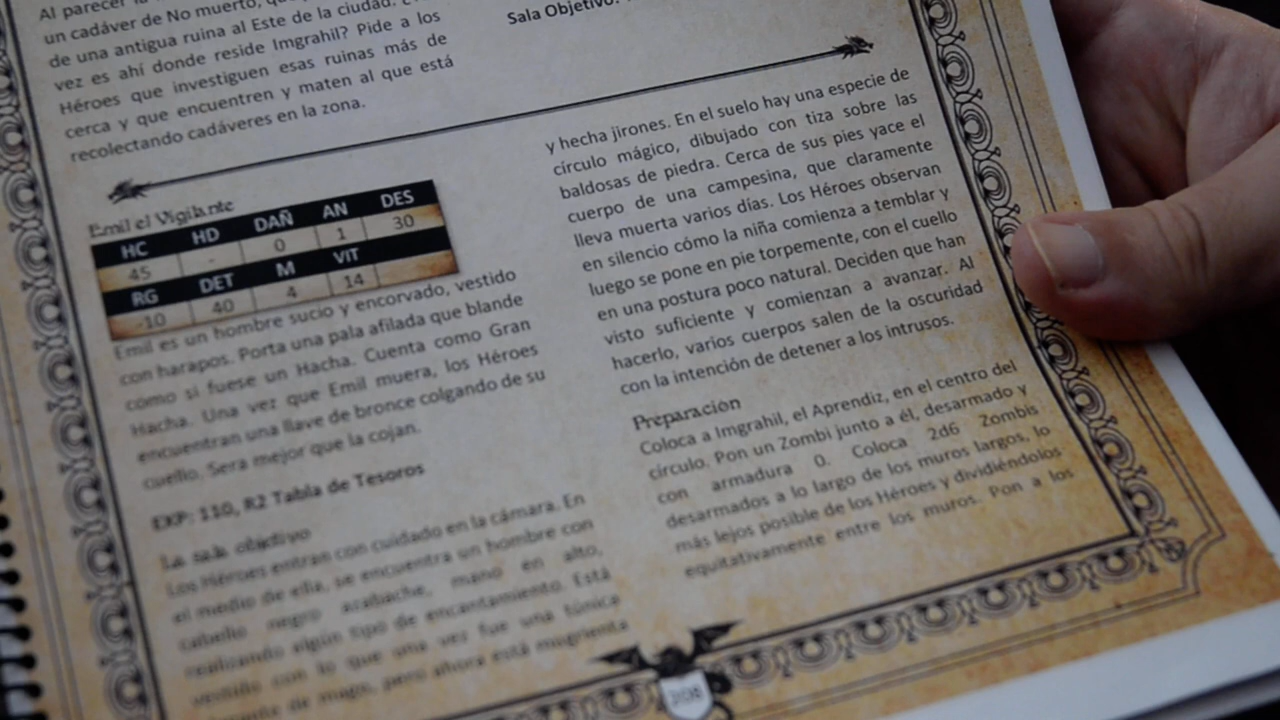 Al parecer la
un cadáver de No muerto,
de una antigua ruina al Este de la ciudad.
vez es ahí donde reside Imgrahil? Pide a los
Héroes que investiguen esas ruinas más de
cerca y que encuentren y maten al que está
recolectando cadáveres en la zona.
Sala Objetivo:
Emil el Vigilante
HC HD DAÑ AN DES
45 - 0 1 30
RG DET M VIT
-10 40 4 14
Emil es un hombre sucio y encorvado, vestido
con harapos. Porta una pala afilada que blande
como si fuese un Hacha. Cuenta como Gran
Hacha. Una vez que Emil muera, los Héroes
encuentran una llave de bronce colgando de su
cuello. Sera mejor que la cojan.
EXP: 110, R2 Tabla de Tesoros
La sala objetivo
Los Héroes entran con cuidado en la cámara. En
el medio de ella, se encuentra un hombre con
cabello negro azabache, mano en alto,
realizando algún tipo de encantamiento. Está
vestido con lo que una vez fue una túnica
de mago, pero ahora está mugrienta
y hecha jirones. En el suelo hay una especie de
círculo mágico, dibujado con tiza sobre las
baldosas de piedra. Cerca de sus pies yace el
cuerpo de una campesina, que claramente
lleva muerta varios días. Los Héroes observan
en silencio cómo la niña comienza a temblar y
luego se pone en pie torpemente, con el cuello
en una postura poco natural. Deciden que han
visto suficiente y comienzan a avanzar. Al
hacerlo, varios cuerpos salen de la oscuridad
con la intención de detener a los intrusos.
Preparación
Coloca a Imgrahil, el Aprendiz, en el centro del
círculo. Pon un Zombi junto a él, desarmado y
con armadura 0. Coloca 2d6 Zombis
desarmados a lo largo de los muros largos, lo
más lejos posible de los Héroes y dividiéndolos
equitativamente entre los muros. Pon a los